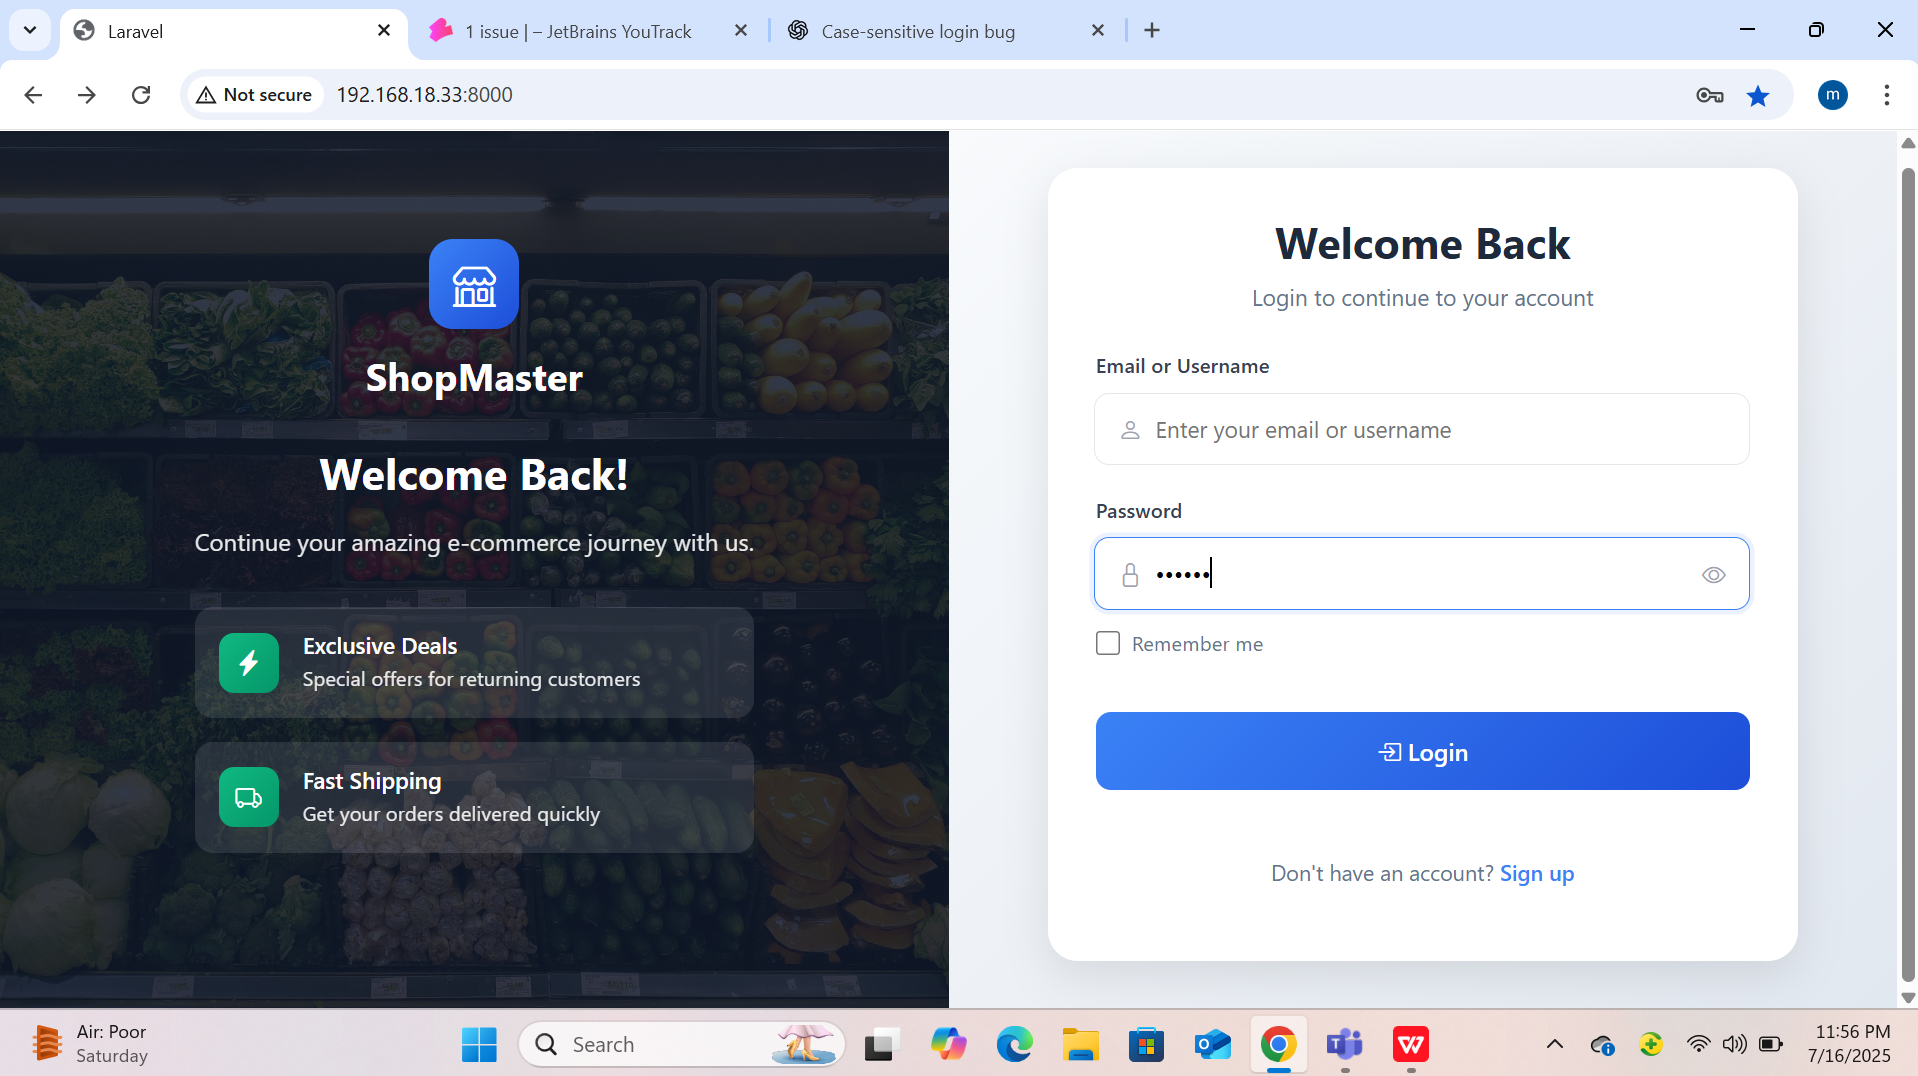 Laravel
1 issue | – JetBrains YouTrack
Case-sensitive login bug
Not secure
192.168.18.33:8000
m
ShopMaster
Welcome Back!
Continue your amazing e-commerce journey with us.
Exclusive Deals
Special offers for returning customers
Fast Shipping
Get your orders delivered quickly
Welcome Back
Login to continue to your account
Email or Username
Enter your email or username
Password
••••••
Remember me
Login
Don't have an account? Sign up
Air: Poor
Saturday
Search
11:56 PM
7/16/2025